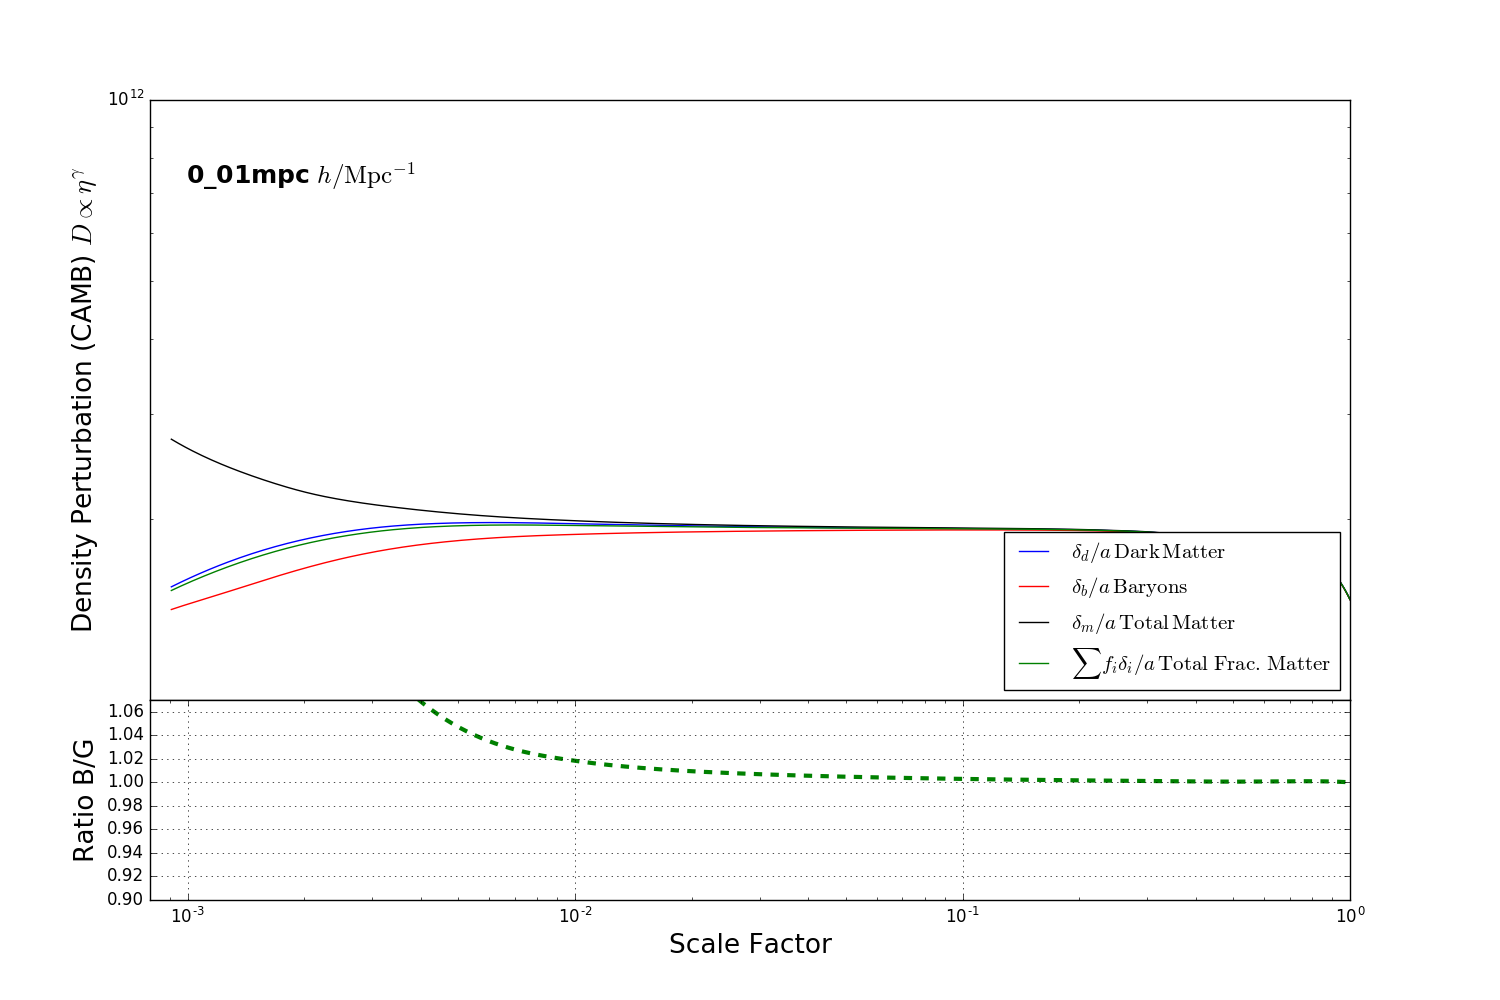 10^12
0_01mpc h/Mpc^-1
Density Perturbation (CAMB) D ∝ η^γ
δ_d/a Dark Matter
δ_b/a Baryons
δ_m/a Total Matter
∑ f_i δ_i/a Total Frac. Matter
1.06
1.04
1.02
1.00
0.98
0.96
0.94
0.92
0.90
Ratio B/G
10^-3 10^-2 10^-1 10^0
Scale Factor